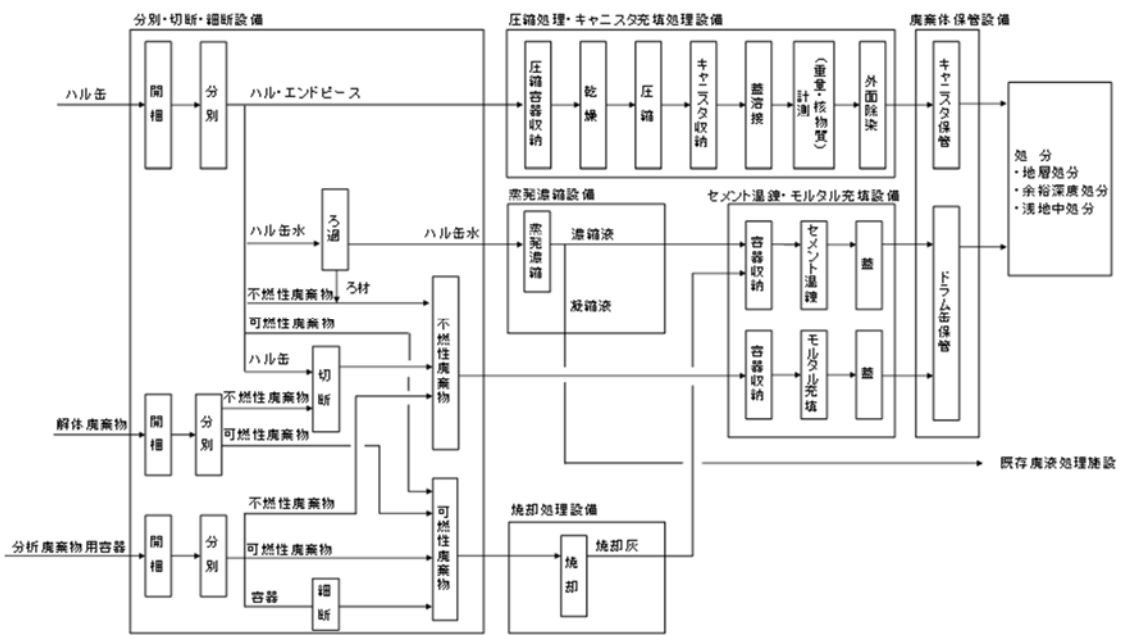 分別・切断・細断設備
圧縮処理・キャニスタ充填処理設備
廃棄体保管設備
ハル缶
開梱
分別
ハル・エンドピース
圧縮容器収納
乾燥
圧縮
キャニスタ収納
蓋溶接
計測
(重量・核物質)
外面除染
キャニスタ保管
処 分
・地層処分
・余裕深度処分
・浅地中処分
蒸発濃縮設備
セメント混錬・モルタル充填設備
ハル缶水
ろ過
ハル缶水
蒸発濃縮
濃縮液
容器収納
セメント混錬
蓋
ドラム缶保管
ろ材
不燃性廃棄物
凝縮液
可燃性廃棄物
不燃性廃棄物
容器収納
モルタル充填
蓋
ハル缶
切断
不燃性廃棄物
解体廃棄物
開梱
分別
可燃性廃棄物
既存廃液処理施設
不燃性廃棄物
可燃性廃棄物
焼却処理設備
分析廃棄物用容器
開梱
分別
可燃性廃棄物
焼却
焼却灰
容器
細断